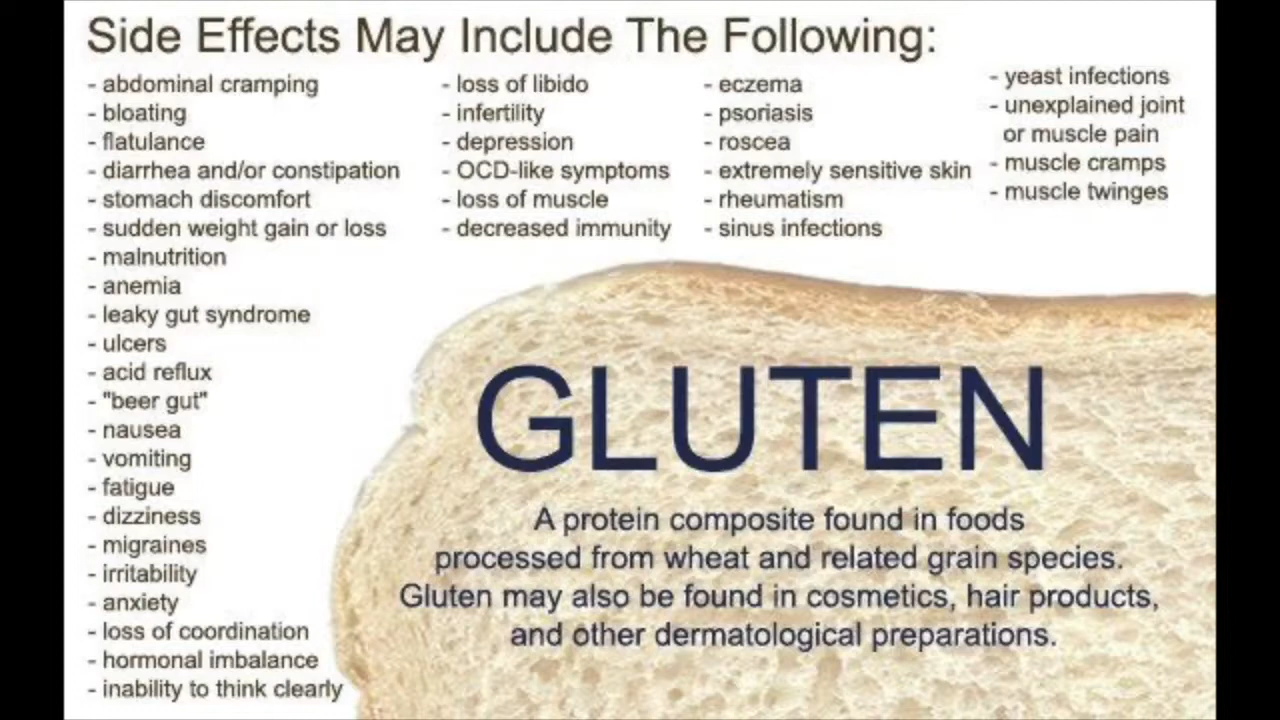 Side Effects May Include The Following:
- abdominal cramping
- bloating
- flatulance
- diarrhea and/or constipation
- stomach discomfort
- sudden weight gain or loss
- malnutrition
- anemia
- leaky gut syndrome
- ulcers
- acid reflux
- "beer gut"
- nausea
- vomiting
- fatigue
- dizziness
- migraines
- irritability
- anxiety
- loss of coordination
- hormonal imbalance
- inability to think clearly
- loss of libido
- infertility
- depression
- OCD-like symptoms
- loss of muscle
- decreased immunity
- eczema
- psoriasis
- roscea
- extremely sensitive skin
- rheumatism
- sinus infections
- yeast infections
- unexplained joint
or muscle pain
- muscle cramps
- muscle twinges
GLUTEN
A protein composite found in foods
processed from wheat and related grain species.
Gluten may also be found in cosmetics, hair products,
and other dermatological preparations.